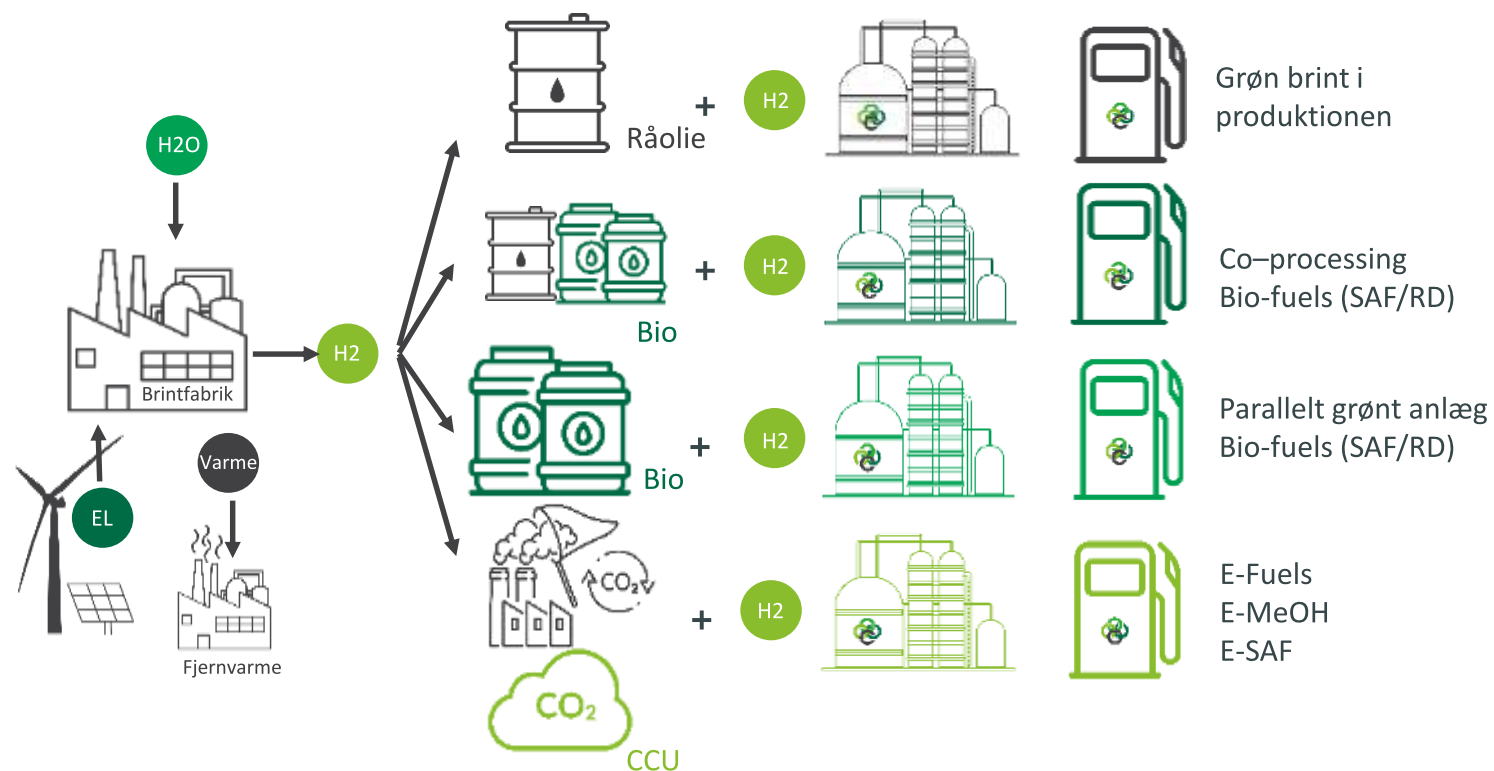 H2O
Brintfabrik
EL
Varme
Fjernvarme
H2
Råolie
+
H2
Grøn brint i
produktionen
Bio
+
H2
Co–processing
Bio-fuels (SAF/RD)
Bio
+
H2
Parallelt grønt anlæg
Bio-fuels (SAF/RD)
CO₂
CO₂
CCU
+
H2
E-Fuels
E-MeOH
E-SAF